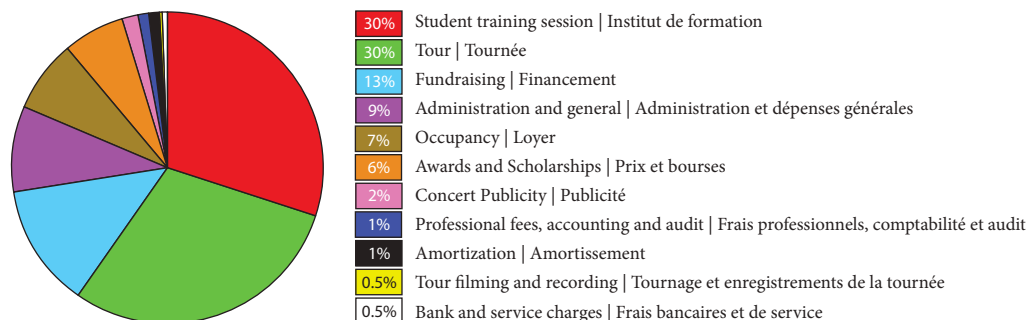 30% Student training session | Institut de formation
30% Tour | Tournée
13% Fundraising | Financement
9% Administration and general | Administration et dépenses générales
7% Occupancy | Loyer
6% Awards and Scholarships | Prix et bourses
2% Concert Publicity | Publicité
1% Professional fees, accounting and audit | Frais professionnels, comptabilité et audit
1% Amortization | Amortissement
0.5% Tour filming and recording | Tournage et enregistrements de la tournée
0.5% Bank and service charges | Frais bancaires et de service